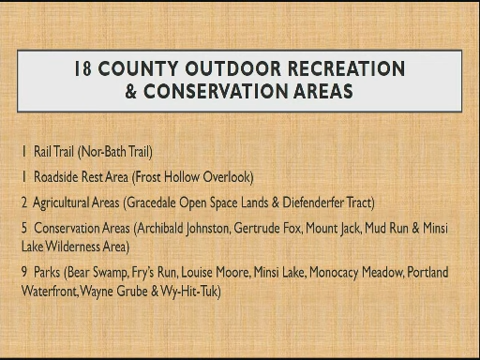 18 COUNTY OUTDOOR RECREATION
& CONSERVATION AREAS
1 Rail Trail (Nor-Bath Trail)
1 Roadside Rest Area (Frost Hollow Overlook)
2 Agricultural Areas (Gracedale Open Space Lands & Diefenderfer Tract)
5 Conservation Areas (Archibald Johnston, Gertrude Fox, Mount Jack, Mud Run & Minsi
Lake Wilderness Area)
9 Parks (Bear Swamp, Fry's Run, Louise Moore, Minsi Lake, Monocacy Meadow, Portland
Waterfront, Wayne Grube & Wy-Hit-Tuk)